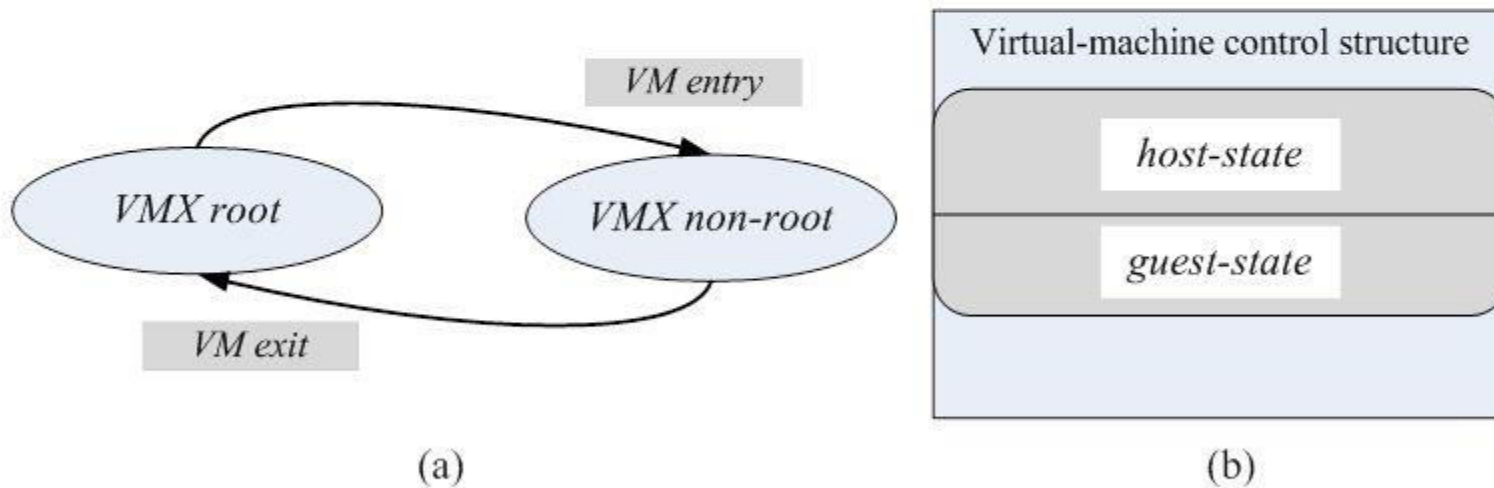 VM entry
VMX root
VMX non-root
VM exit
(a)
Virtual-machine control structure
host-state
guest-state
(b)